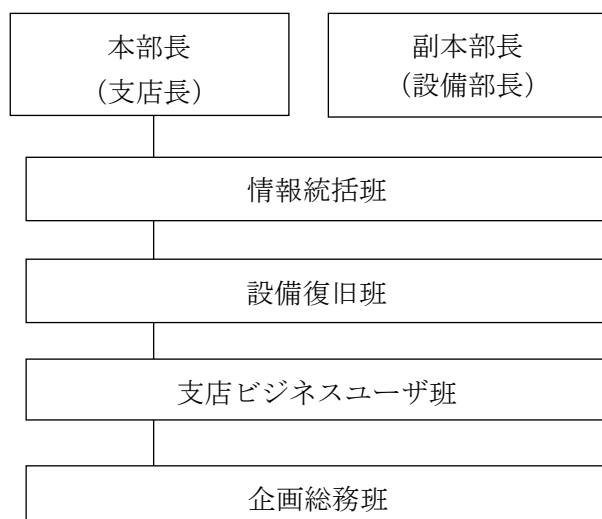 本部長
（支店長）
副本部長
（設備部長）
情報統括班
設備復旧班
支店ビジネスユーザ班
企画総務班